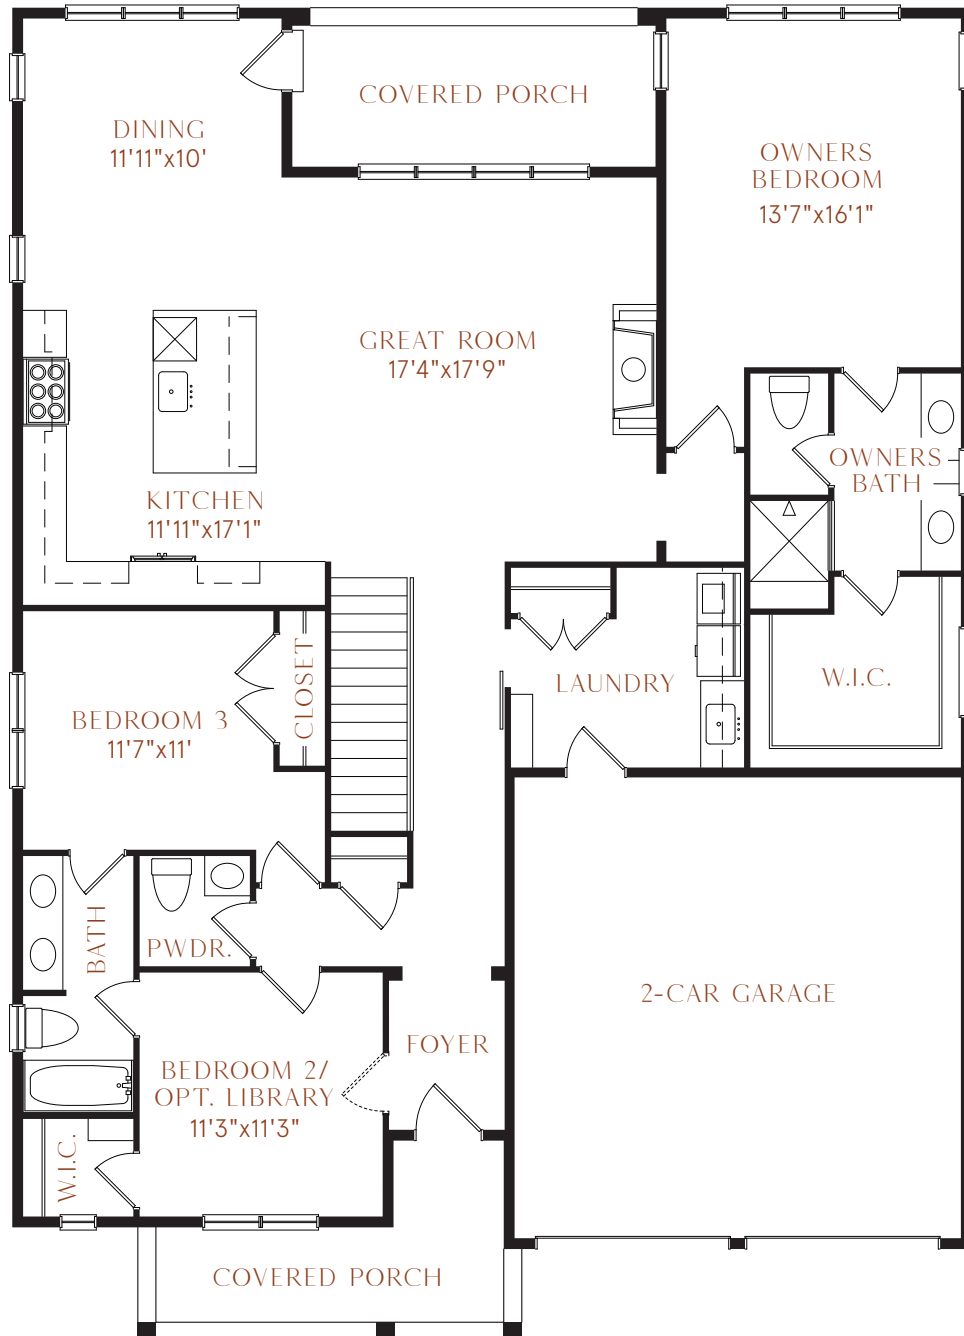 COVERED PORCH
DINING
11'11"x10'
OWNERS
BEDROOM
13'7"x16'1"
GREAT ROOM
17'4"x17'9"
OWNERS
BATH
KITCHEN
11'11"x17'1"
CLOSET
LAUNDRY
W.I.C.
BEDROOM 3
11'7"x11'
BATH
PWDR.
2-CAR GARAGE
FOYER
BEDROOM 2/
OPT. LIBRARY
11'3"x11'3"
W.I.C.
COVERED PORCH